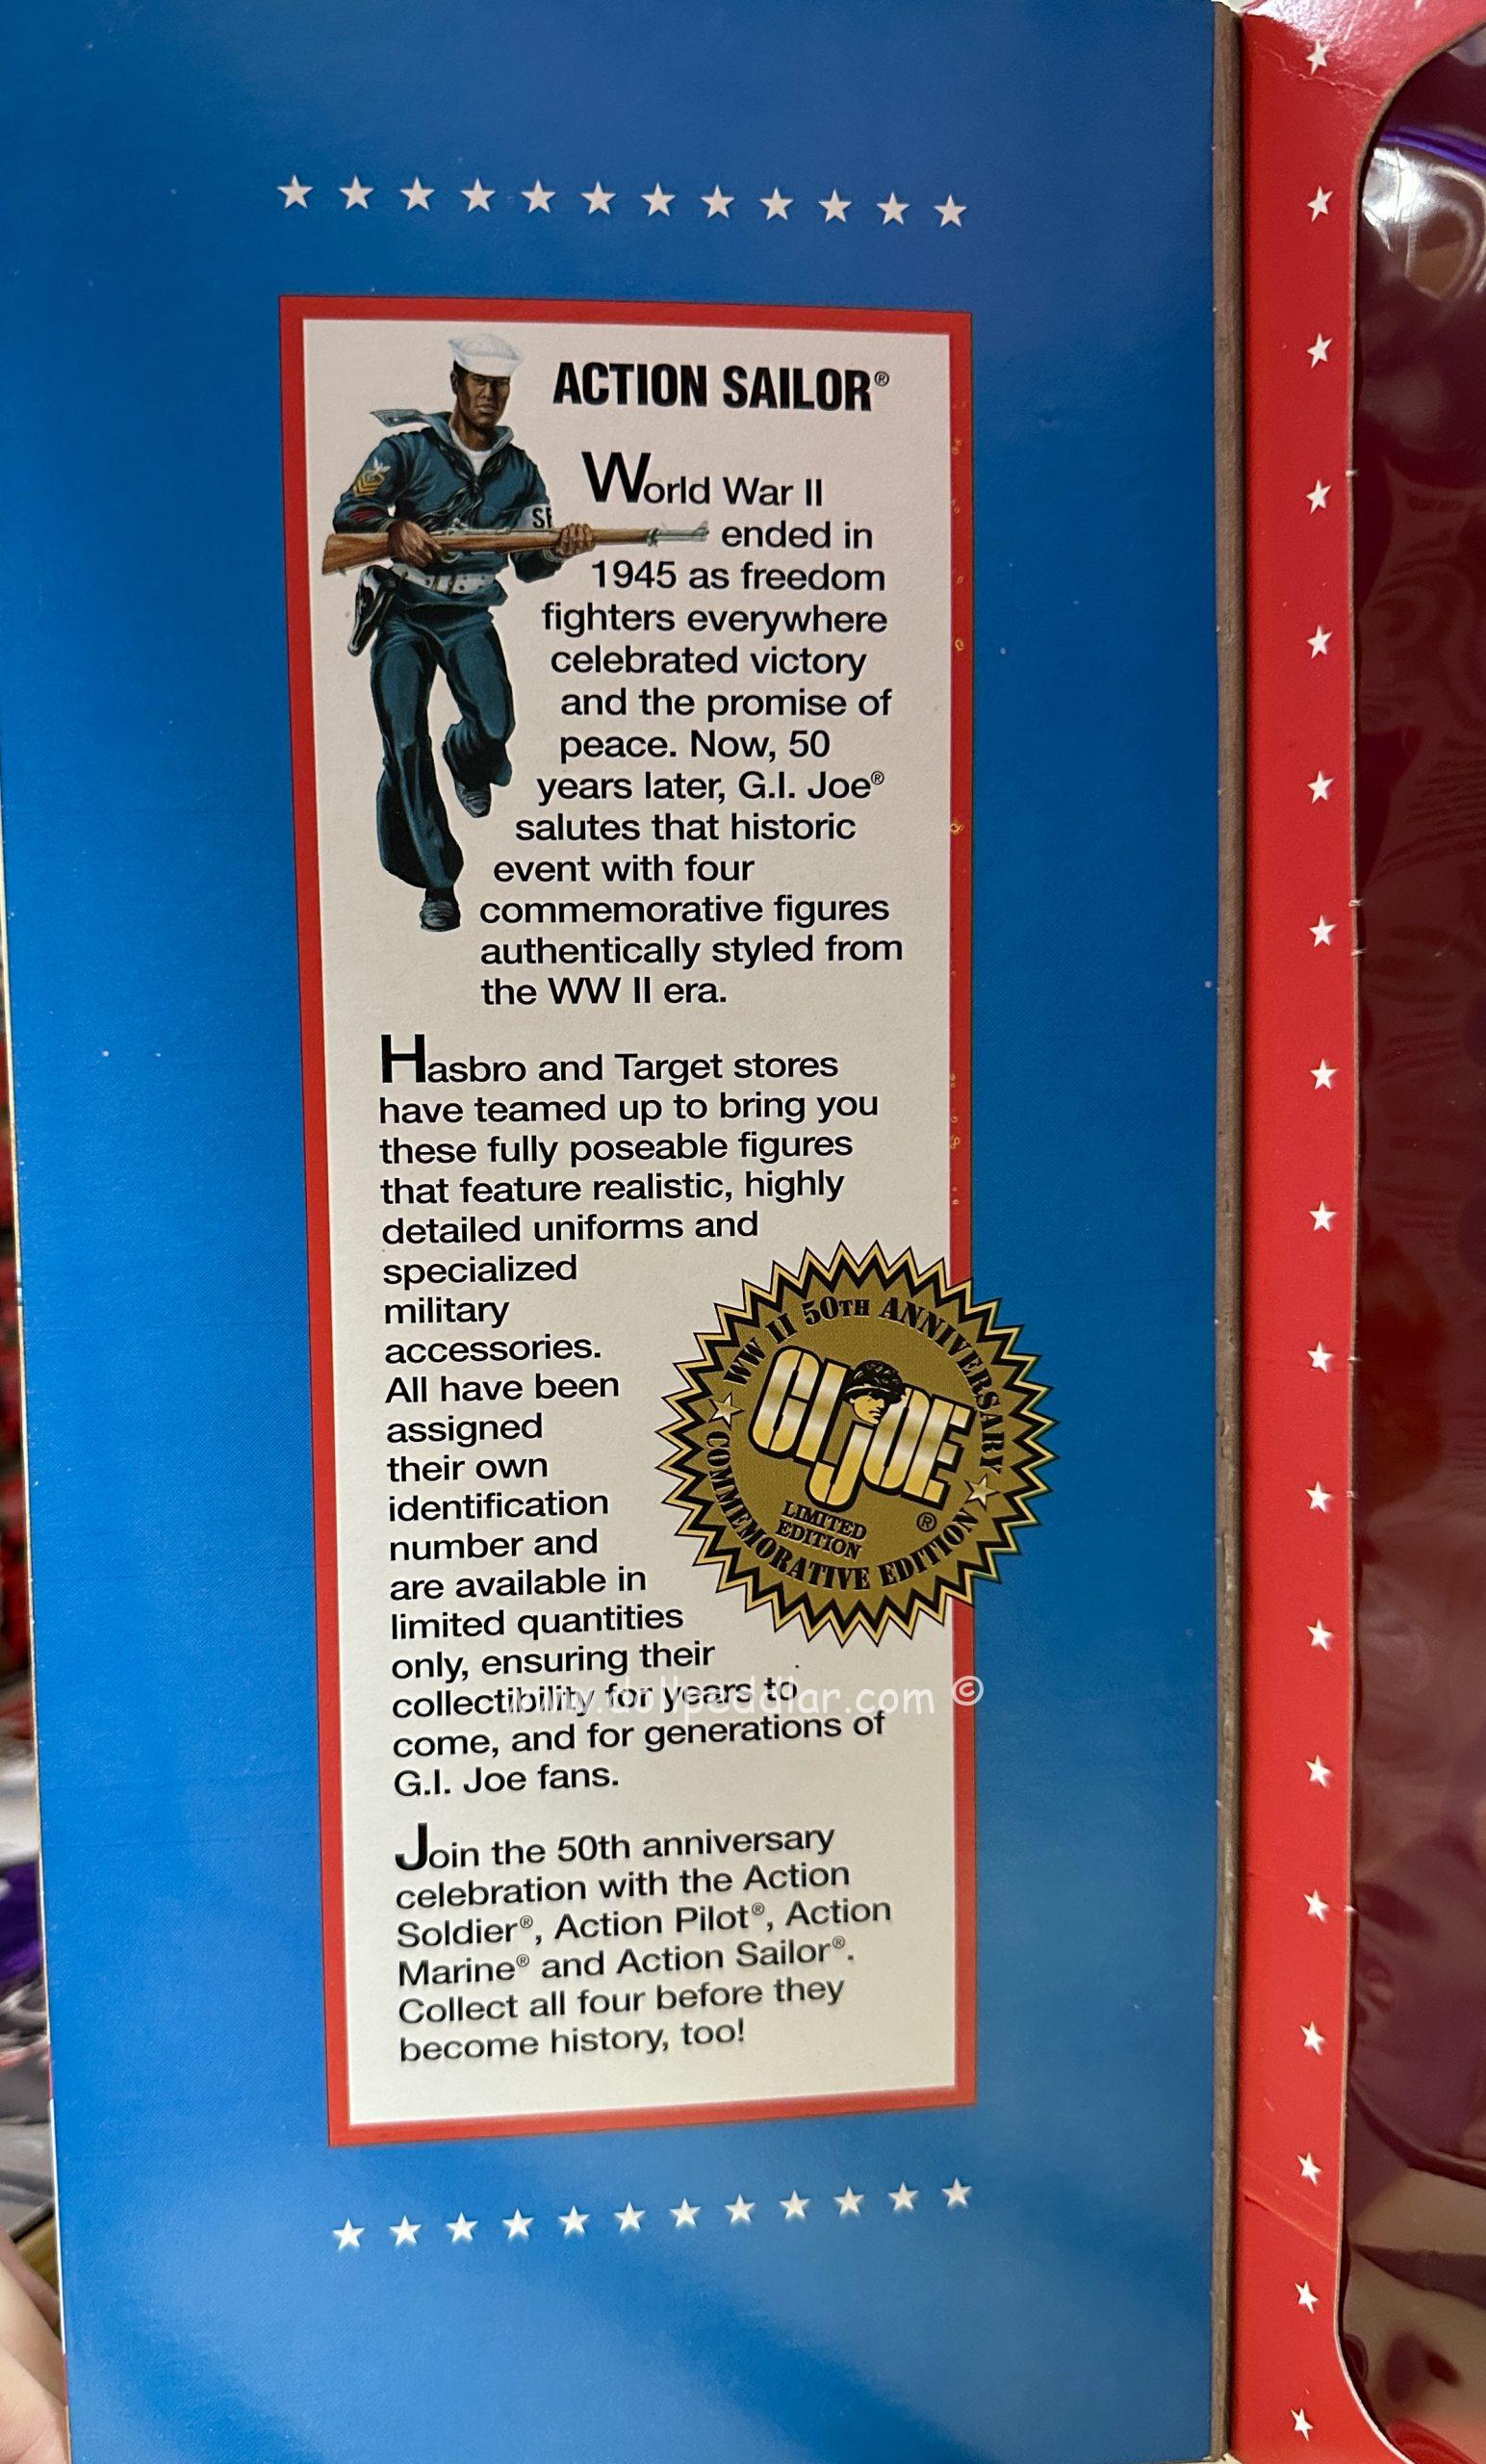 ACTION SAILOR®
World War II
ended in
1945 as freedom
fighters everywhere
celebrated victory
and the promise of
peace. Now, 50
years later, G.I. Joe®
salutes that historic
event with four
commemorative figures
authentically styled from
the WW II era.
Hasbro and Target stores
have teamed up to bring you
these fully poseable figures
that feature realistic, highly
detailed uniforms and
specialized
military
accessories.
All have been
assigned
their own
identification
number and
are available in
limited quantities
only, ensuring their
collectibility for years to
come, and for generations of
G.I. Joe fans.
Join the 50th anniversary
celebration with the Action
Soldier®, Action Pilot®, Action
Marine® and Action Sailor®.
Collect all four before they
become history, too!
WW II 50TH ANNIVERSARY
GI JOE®
LIMITED
EDITION
COMMEMORATIVE EDITION
www.dollpeddlar.com ©